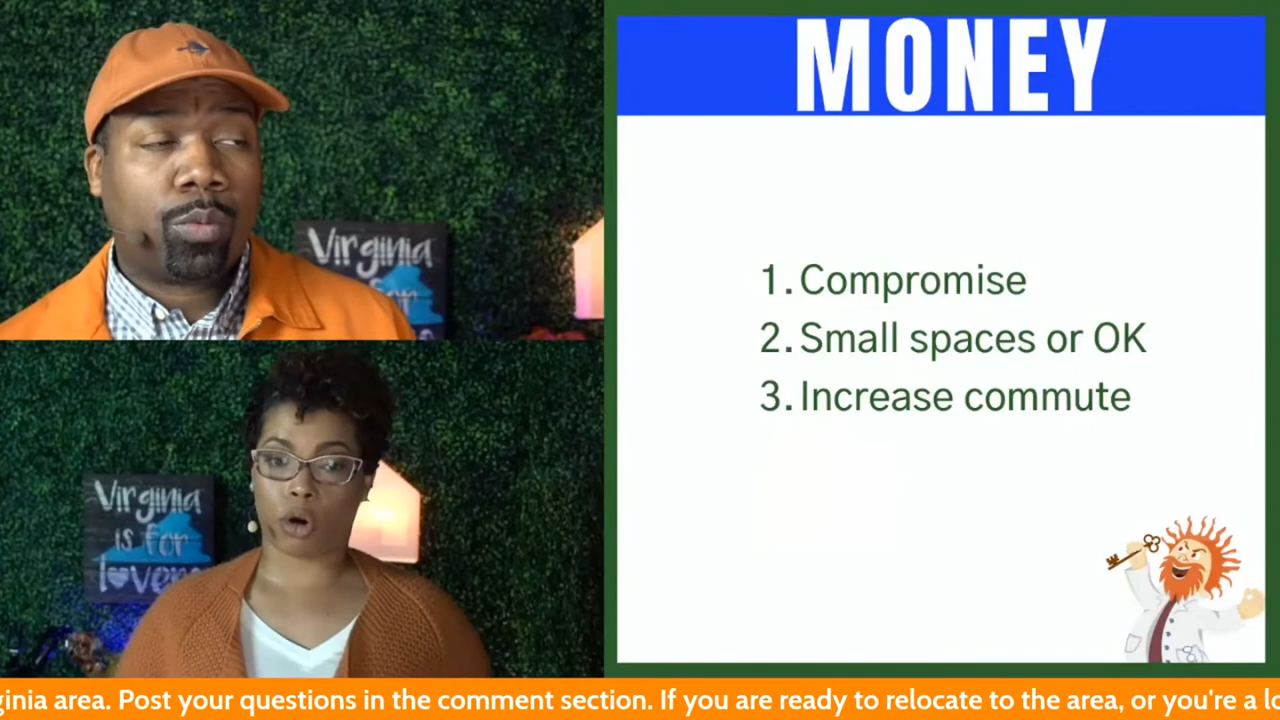 MONEY
Virginia
for
1. Compromise
2. Small spaces or OK
3. Increase commute
Virginia
is for
lovers
ginia area. Post your questions in the comment section. If you are ready to relocate to the area, or you're a lo